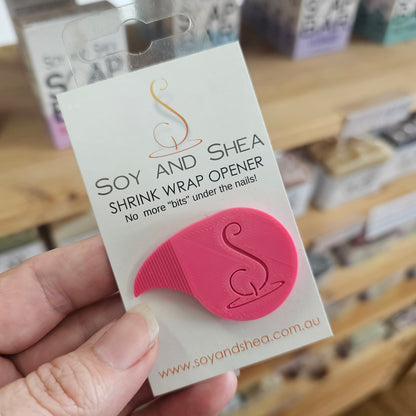 SOY AND SHEA
SHRINK WRAP OPENER
No more "bits" under the nails!
www.soyandshea.com.au